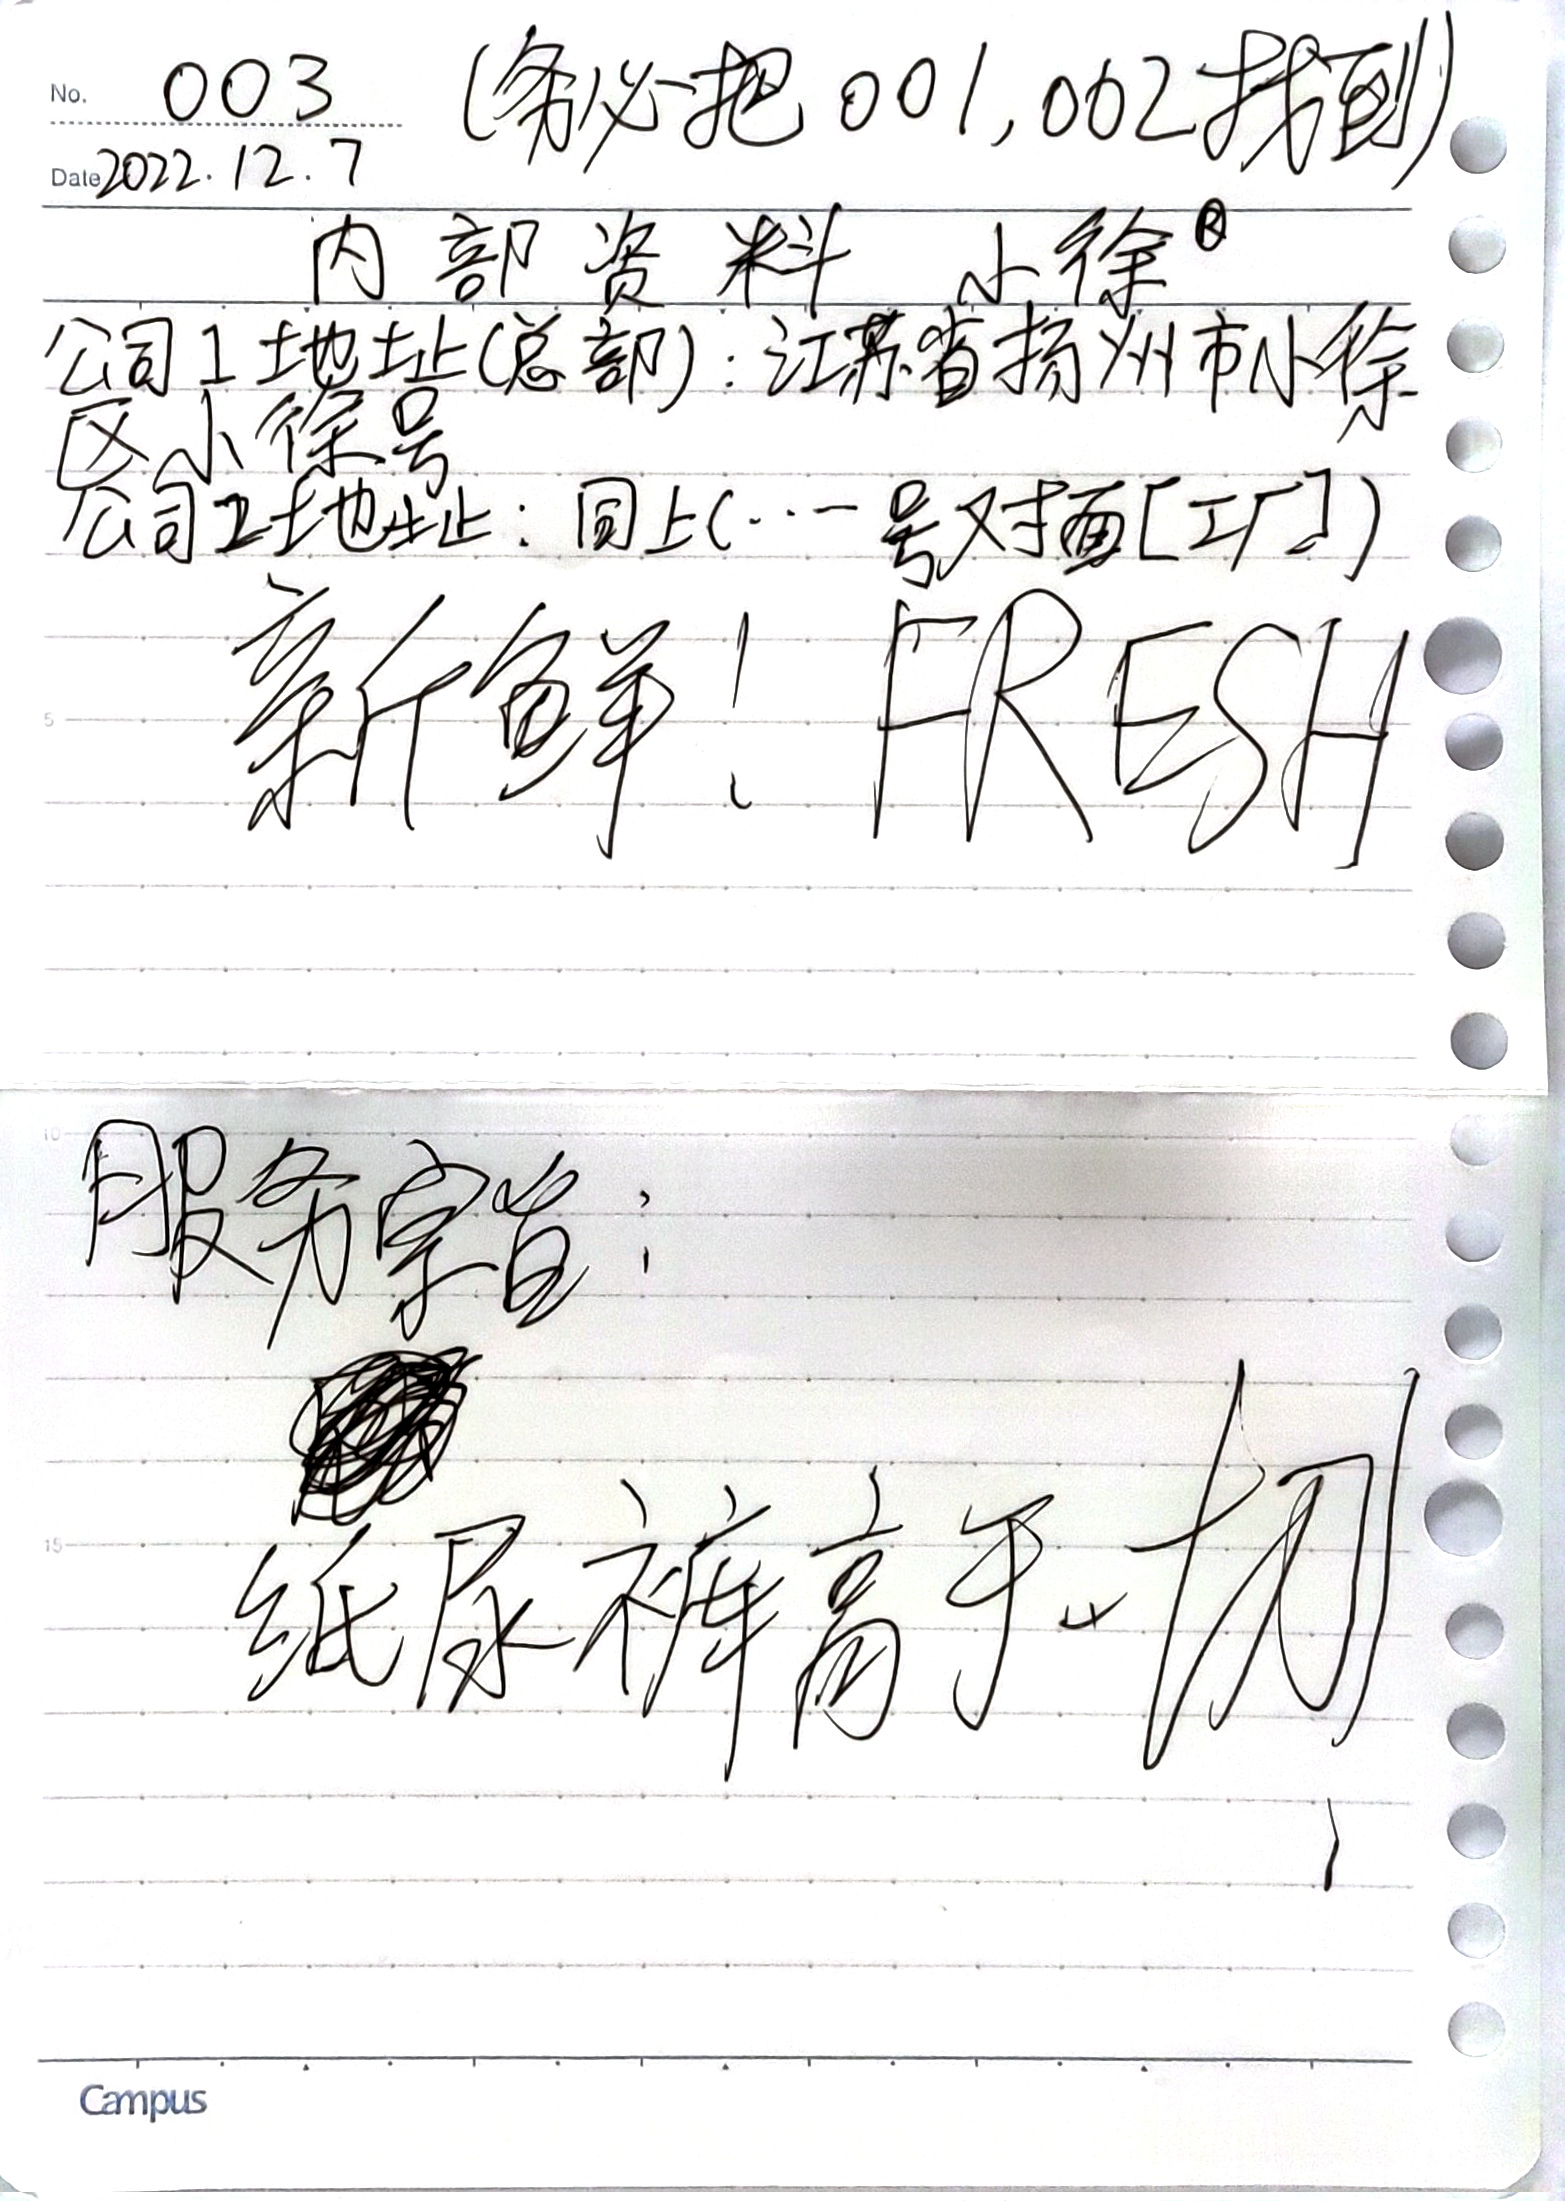 No. 003 (务必把001,002找到)
Date 2022.12.7
内部资料 小徐®
公司1地址(总部):江苏省扬州市小徐
区小徐号
公司2地址:同上(…一号对面[工厂])
新鲜! FRESH
5
10
服务宗旨:
15
纸尿裤高于一切
Campus